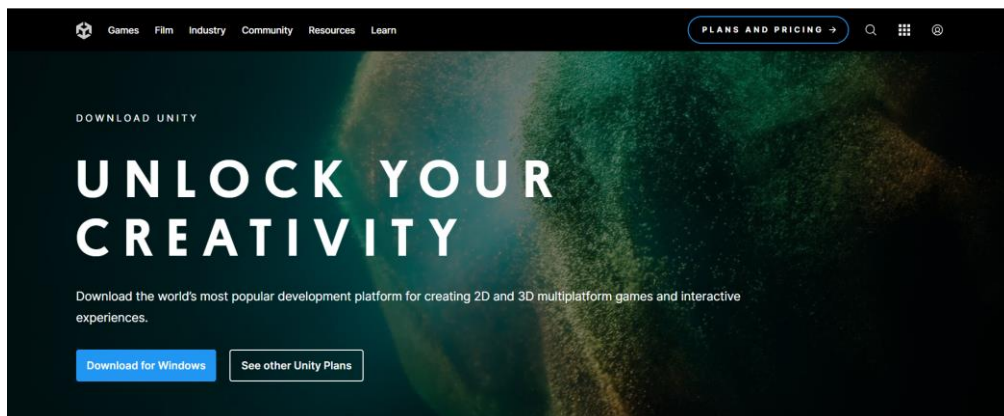 Games Film Industry Community Resources Learn PLANS AND PRICING →
DOWNLOAD UNITY
UNLOCK YOUR
CREATIVITY
Download the world's most popular development platform for creating 2D and 3D multiplatform games and interactive
experiences.
Download for Windows See other Unity Plans